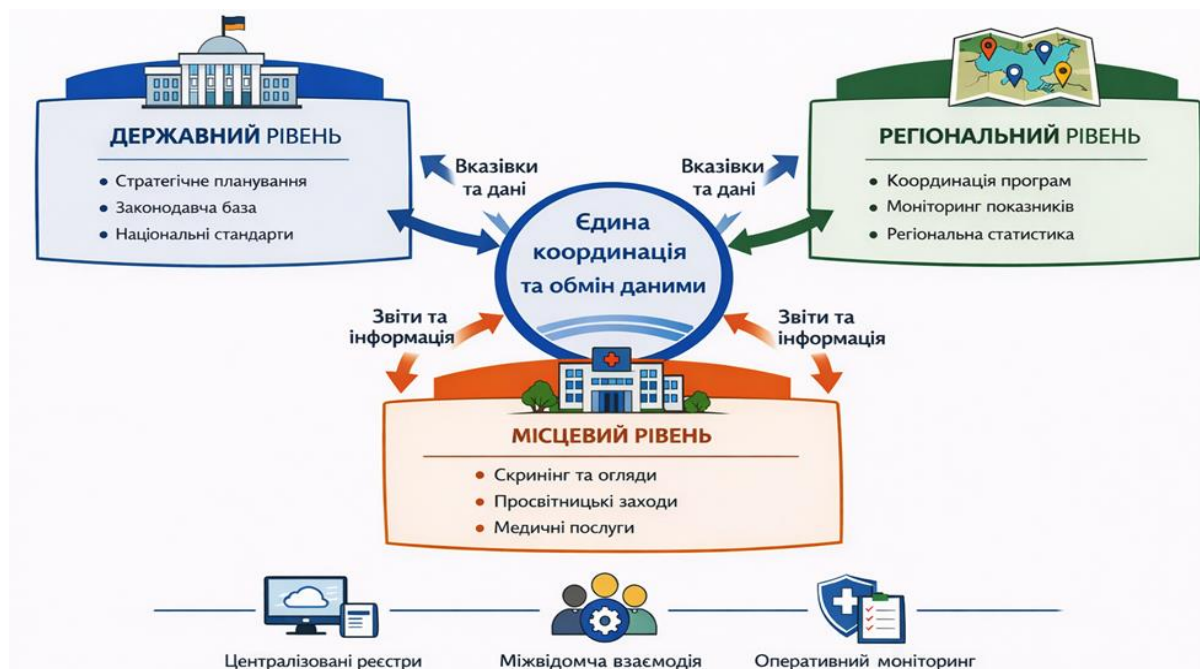 ДЕРЖАВНИЙ РІВЕНЬ
• Стратегічне планування
• Законодавча база
• Національні стандарти
Вказівки
та дані
Єдина
координація
та обмін даними
Вказівки
та дані
РЕГІОНАЛЬНИЙ РІВЕНЬ
• Координація програм
• Моніторинг показників
• Регіональна статистика
Звіти та
інформація
Звіти та
інформація
МІСЦЕВИЙ РІВЕНЬ
• Скринінг та огляди
• Просвітницькі заходи
• Медичні послуги
Централізовані реєстри
Міжвідомча взаємодія
Оперативний моніторинг